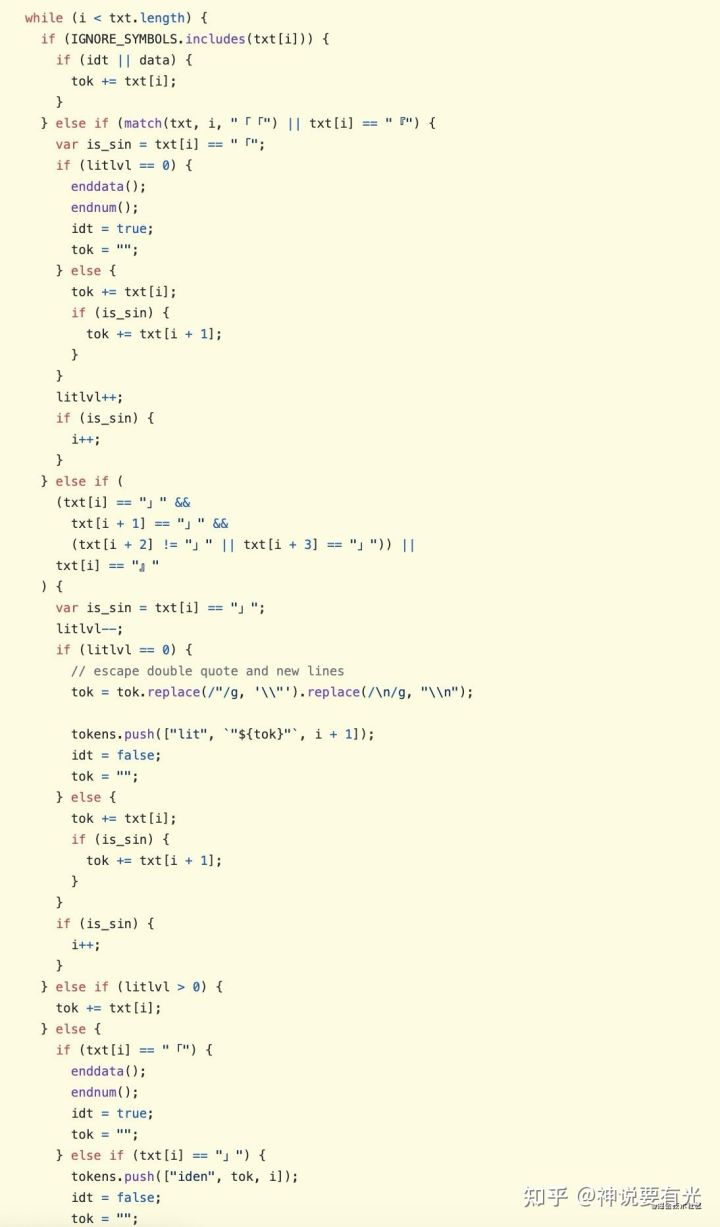 while (i < txt.length) {
  if (IGNORE_SYMBOLS.includes(txt[i])) {
    if (idt || data) {
      tok += txt[i];
    }
  } else if (match(txt, i, "「「") || txt[i] == "『") {
    var is_sin = txt[i] == "「";
    if (litlvl == 0) {
      enddata();
      endnum();
      idt = true;
      tok = "";
    } else {
      tok += txt[i];
      if (is_sin) {
        tok += txt[i + 1];
      }
    }
    litlvl++;
    if (is_sin) {
      i++;
    }
  } else if (
    (txt[i] == "」" &&
      txt[i + 1] == "」" &&
      (txt[i + 2] != "」" || txt[i + 3] == "」")) ||
    txt[i] == "』"
  ) {
    var is_sin = txt[i] == "」";
    litlvl--;
    if (litlvl == 0) {
      // escape double quote and new lines
      tok = tok.replace(/"/g, '\\"').replace(/\n/g, "\\n");

      tokens.push(["lit", `"${tok}"`, i + 1]);
      idt = false;
      tok = "";
    } else {
      tok += txt[i];
      if (is_sin) {
        tok += txt[i + 1];
      }
    }
    if (is_sin) {
      i++;
    }
  } else if (litlvl > 0) {
    tok += txt[i];
  } else {
    if (txt[i] == "「") {
      enddata();
      endnum();
      idt = true;
      tok = "";
    } else if (txt[i] == "」") {
      tokens.push(["iden", tok, i]);
      idt = false;
      tok = "";
知乎 @神说要有光